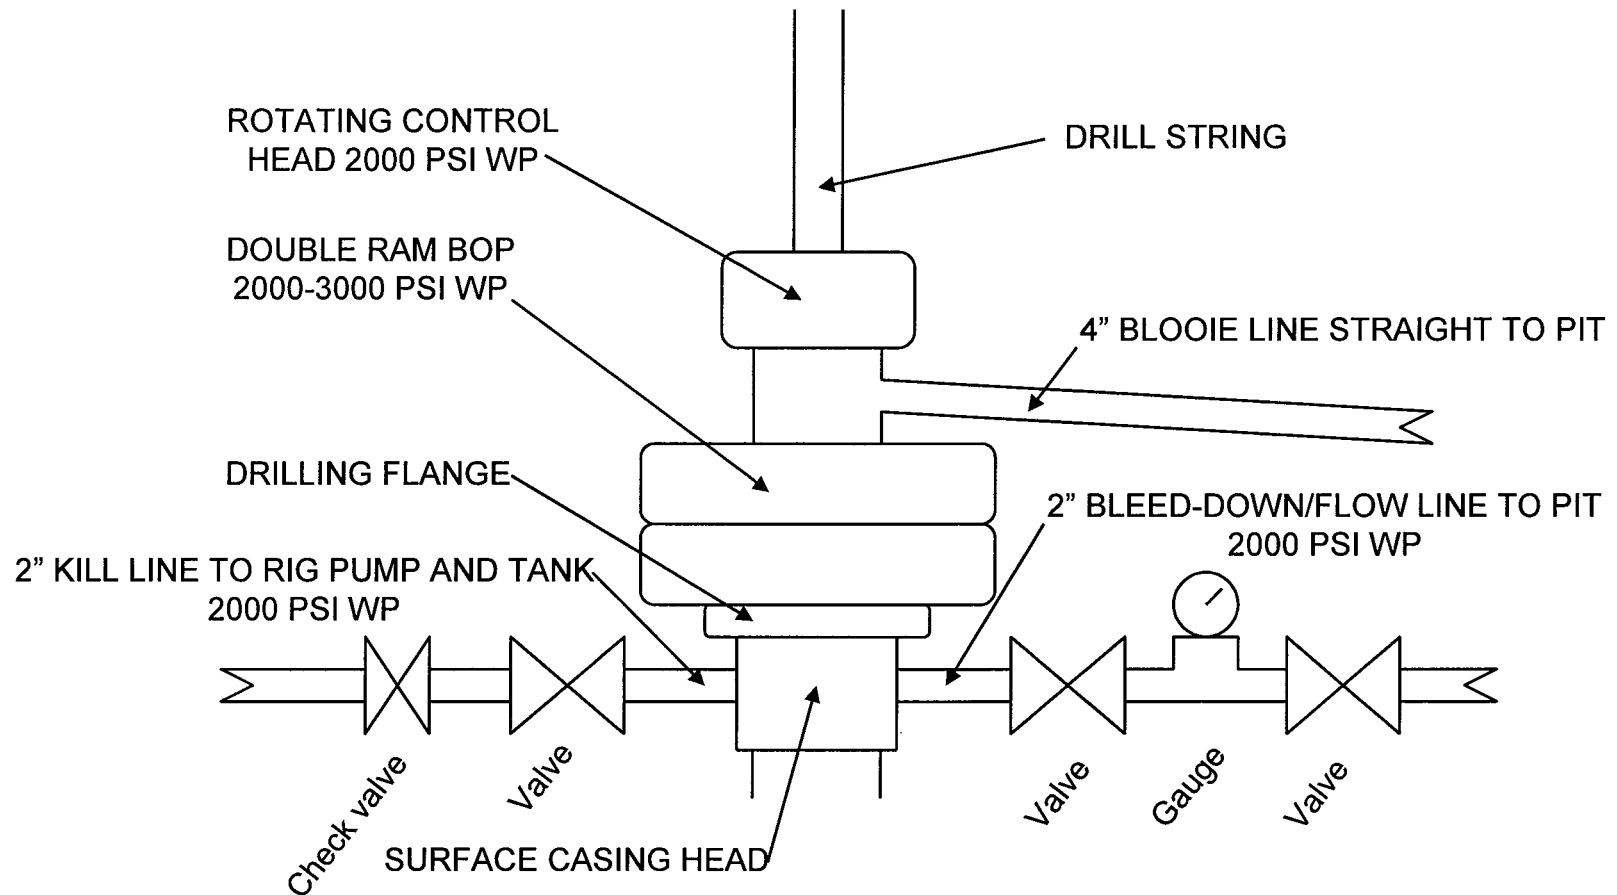 ROTATING CONTROL
HEAD 2000 PSI WP
DRILL STRING
DOUBLE RAM BOP
2000-3000 PSI WP
4” BLOOIE LINE STRAIGHT TO PIT
DRILLING FLANGE
2” BLEED-DOWN/FLOW LINE TO PIT
2000 PSI WP
2” KILL LINE TO RIG PUMP AND TANK
2000 PSI WP
Check valve
Valve
Valve
Gauge
Valve
SURFACE CASING HEAD